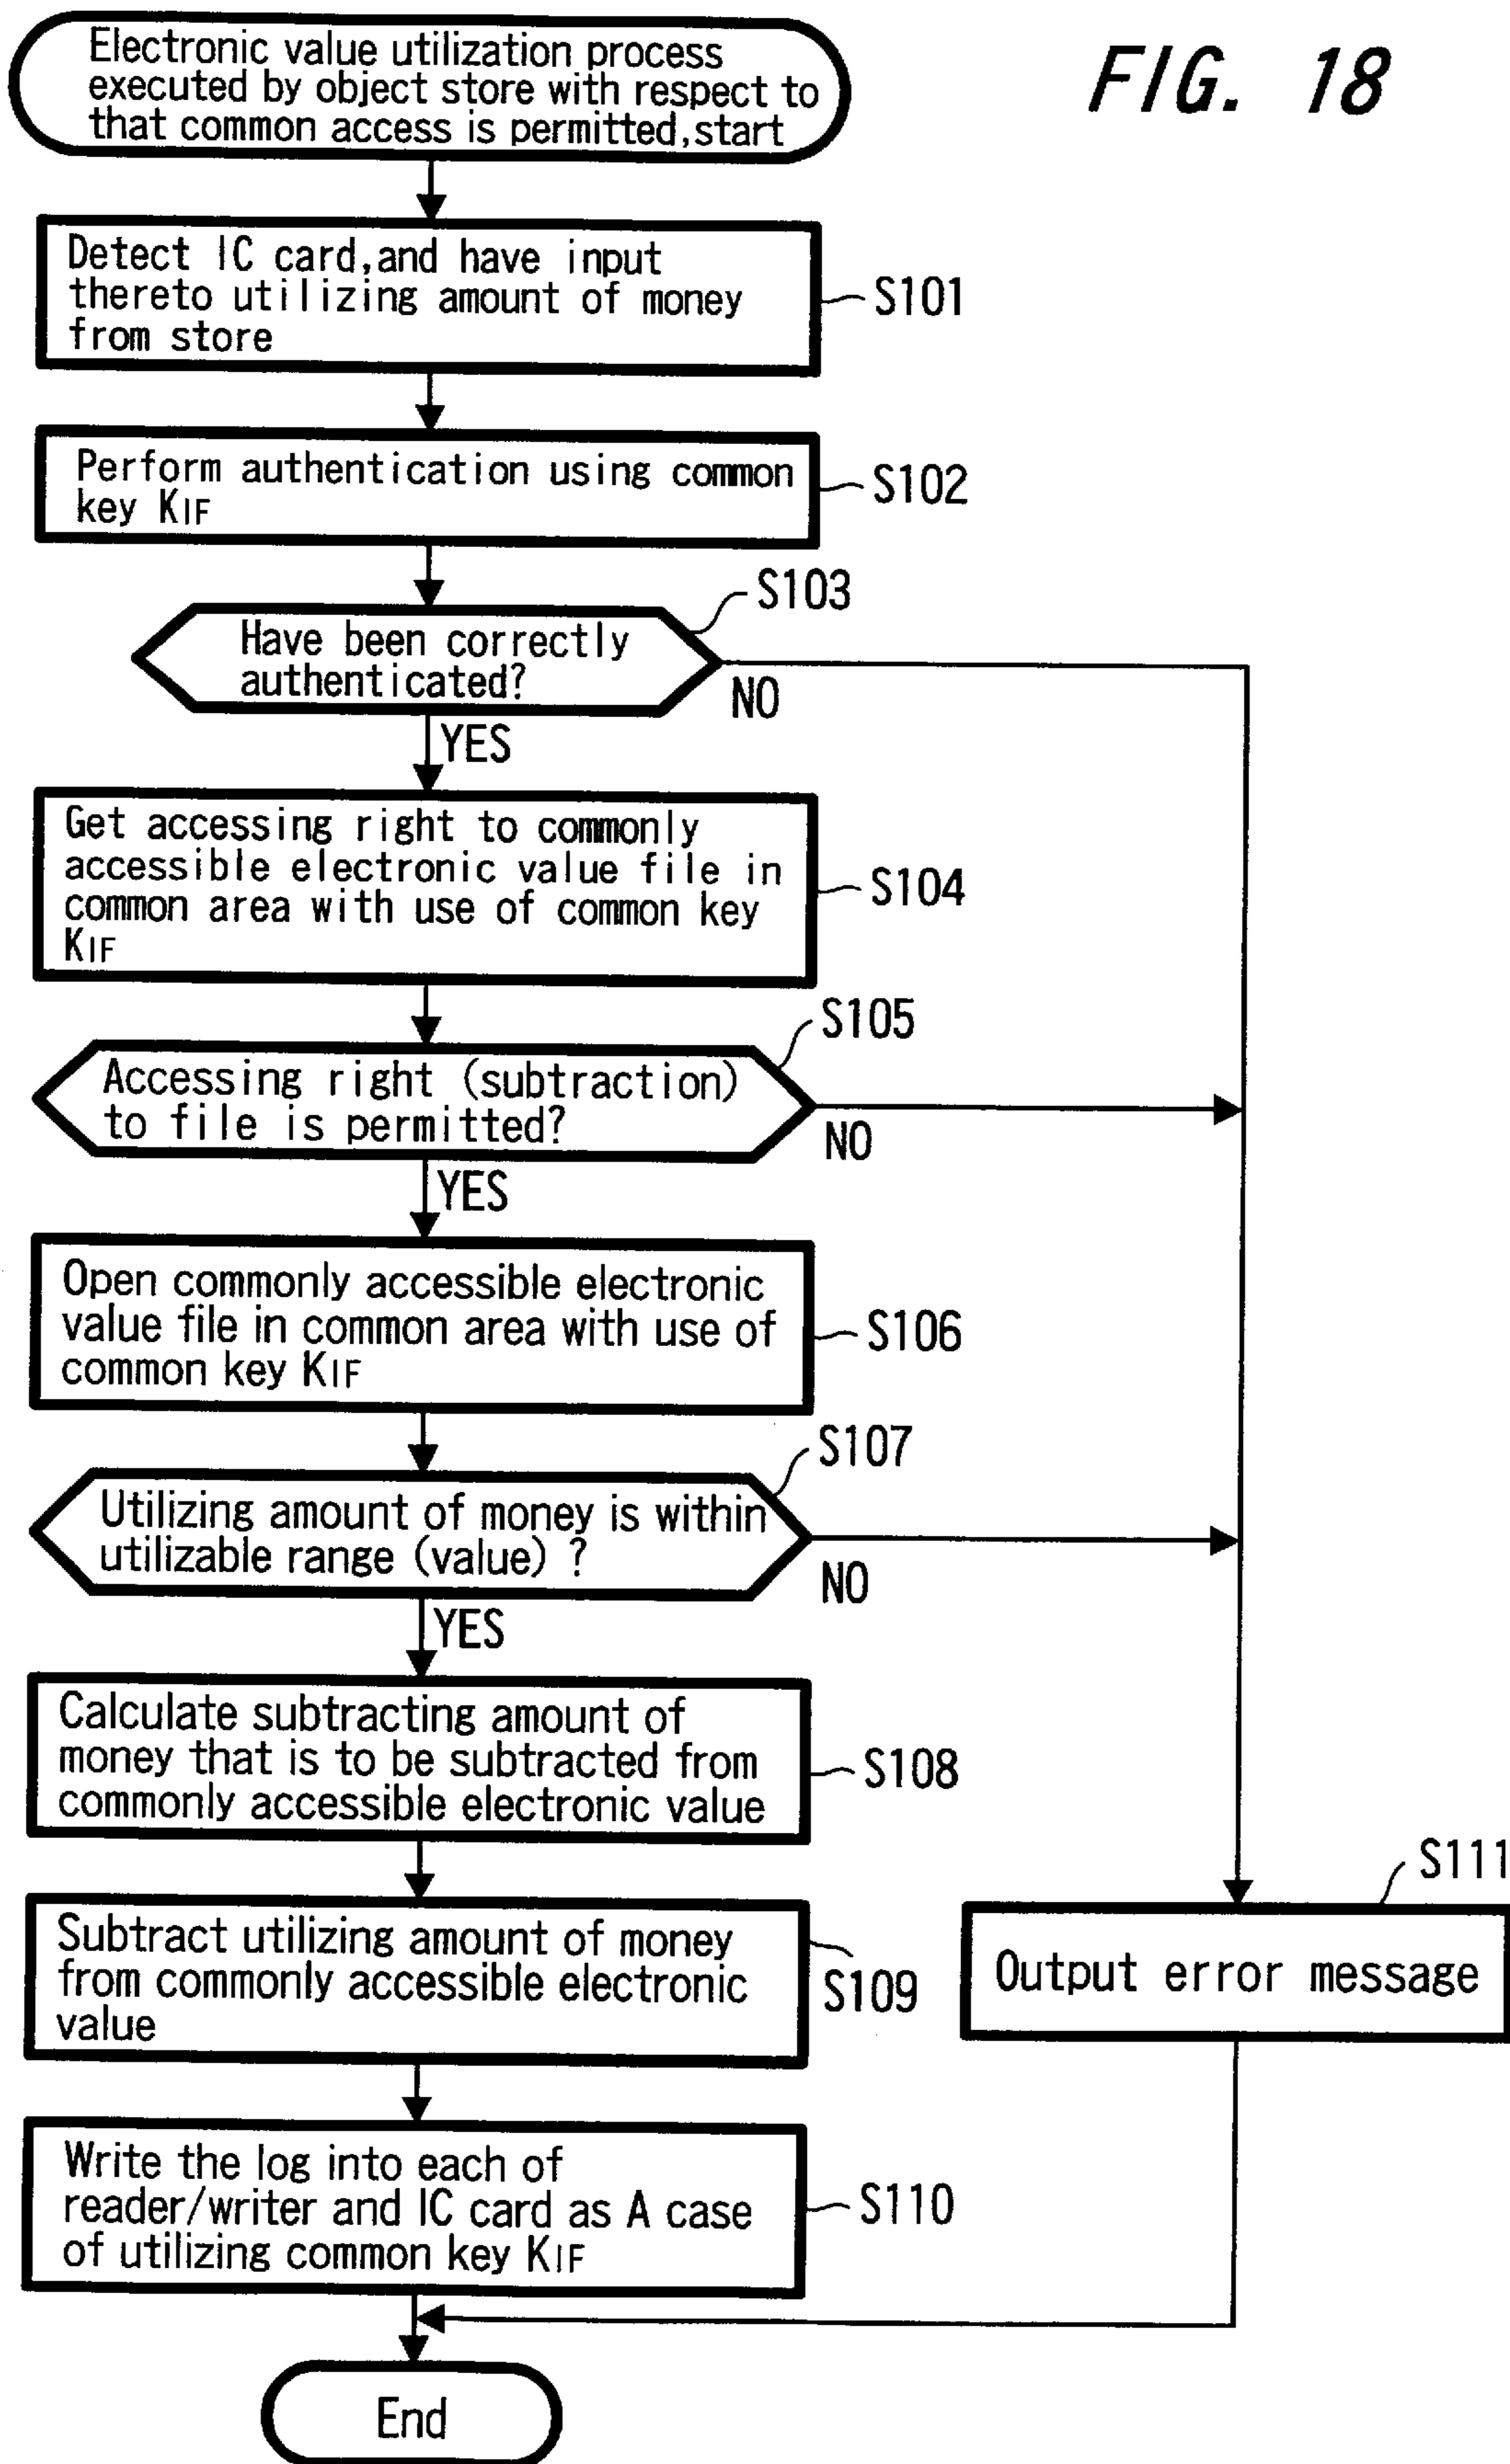 FIG. 18
Electronic value utilization process
executed by object store with respect to
that common access is permitted,start
Detect IC card,and have input
thereto utilizing amount of money
from store
S101
Perform authentication using common
key KIF
S102
S103
Have been correctly
authenticated?
NO
YES
Get accessing right to commonly
accessible electronic value file in
common area with use of common key
KIF
S104
S105
Accessing right (subtraction)
to file is permitted?
NO
YES
Open commonly accessible electronic
value file in common area with use of
common key KIF
S106
S107
Utilizing amount of money is within
utilizable range (value) ?
NO
YES
Calculate subtracting amount of
money that is to be subtracted from
commonly accessible electronic value
S108
Subtract utilizing amount of money
from commonly accessible electronic
value
S109
S111
Output error message
Write the log into each of
reader/writer and IC card as A case
of utilizing common key KIF
S110
End